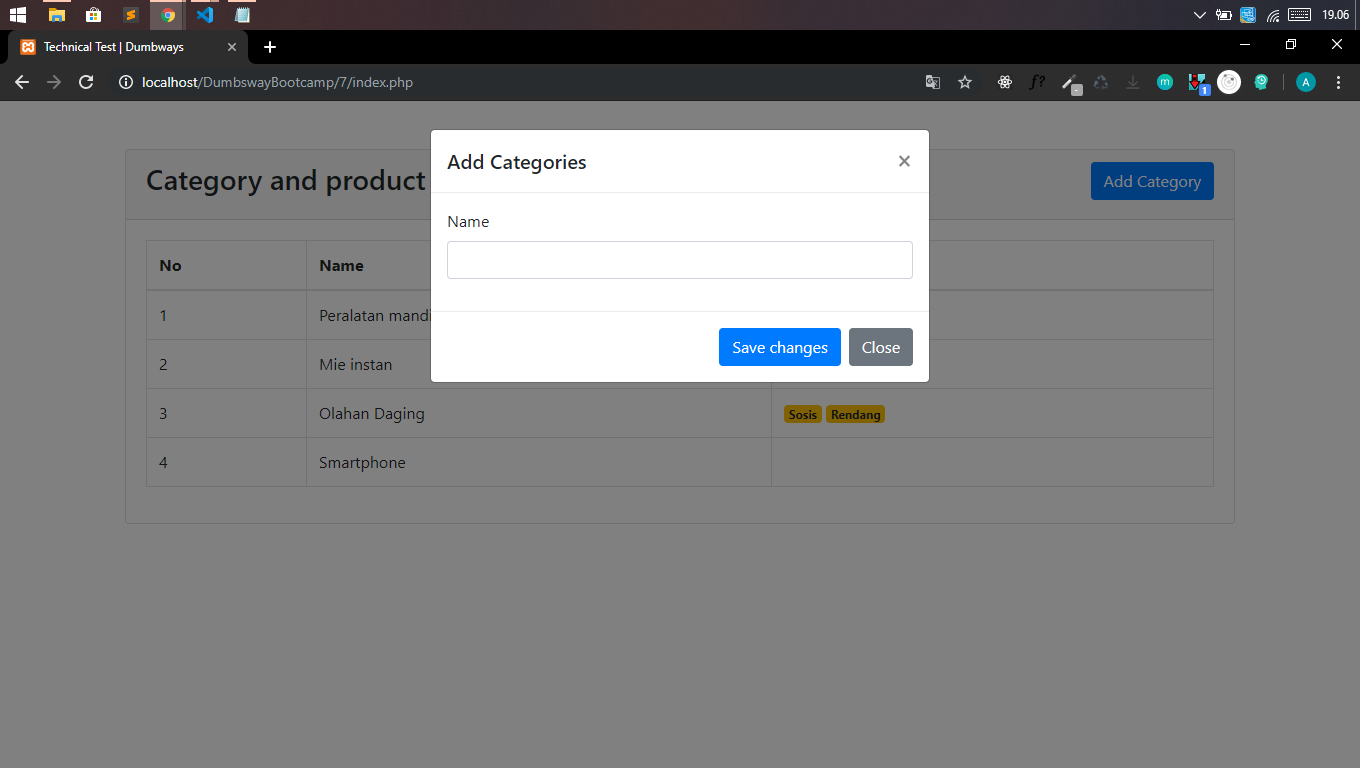 19.06
Technical Test | Dumbways
localhost/DumbswayBootcamp/7/index.php
f?
m
1
A
Add Categories
×
Category and product
Add Category
Name
No
Name
1
Peralatan mandi
2
Mie instan
Save changes
Close
3
Olahan Daging
Sosis
Rendang
4
Smartphone